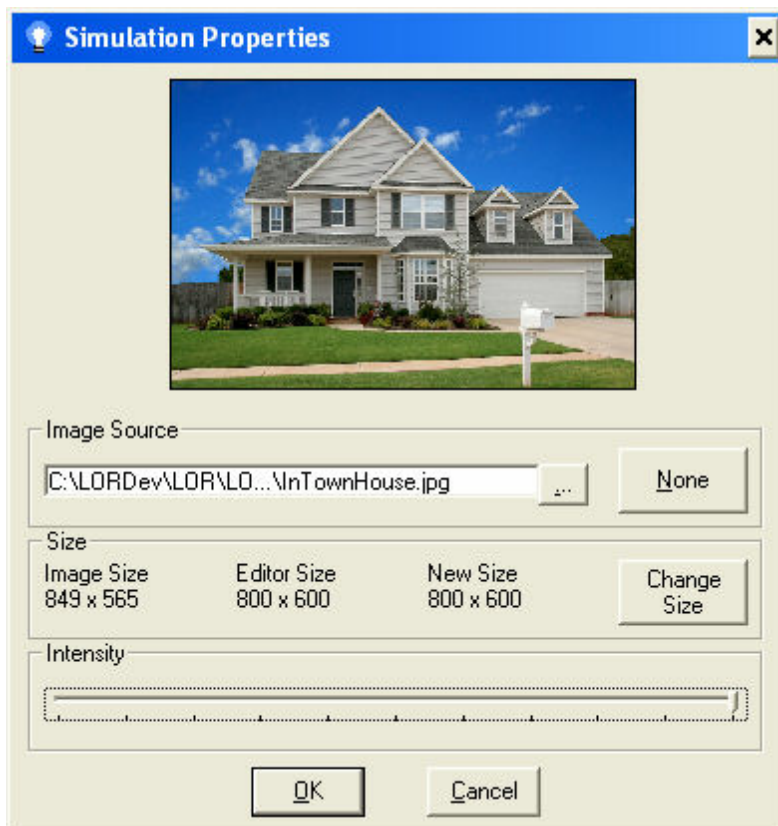 Simulation Properties
Image Source
C:\LORDev\LOR\LO...\InTownHouse.jpg
...
None
Size
Image Size Editor Size New Size
849 x 565 800 x 600 800 x 600
Change
Size
Intensity
OK Cancel